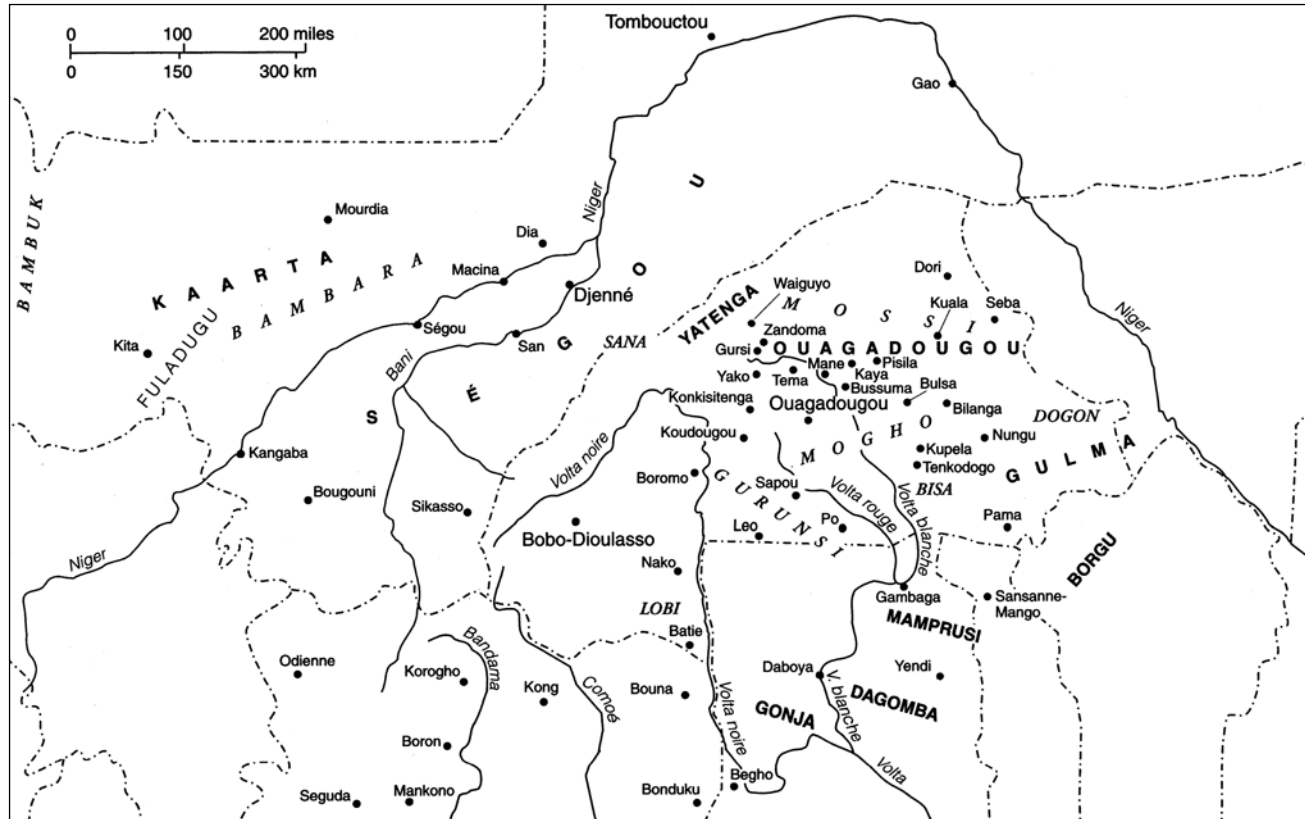 0 100 200 miles
0 150 300 km
Tombouctou
Gao
BAMBUK
Mourdia
Niger
Dia
KAARTA
BAMBARA
Macina
Djenné
FULADUGU
Kita
Ségou
San
Bani
SÉGOU
SANA
YATENGA
Waiguyo
MOSSI
Dori
Kuala
Seba
Niger
Zandoma
Gursi
OUAGADOUGOU
Yako
Tema
Mane
Pisila
Kaya
Bussuma
Bulsa
Konkisitenga
Ouagadougou
Bilanga
DOGON
Koudougou
MOGHO
Nungu
Kupela
Tenkodogo
GULMA
Kangaba
Volta noire
Boromo
GURUNSI
Sapou
Volta rouge
Volta blanche
BISA
Bougouni
Sikasso
Bobo-Dioulasso
Leo
Po
Pama
BORGU
Niger
Nako
Gambaga
Sansanne-
Mango
LOBI
MAMPRUSI
Batie
Odienne
Korogho
Bandama
Kong
Comoé
Bouna
Volta noire
Daboya
V. blanche
Yendi
DAGOMBA
GONJA
Boron
Volta
Seguda
Mankono
Bonduku
Begho